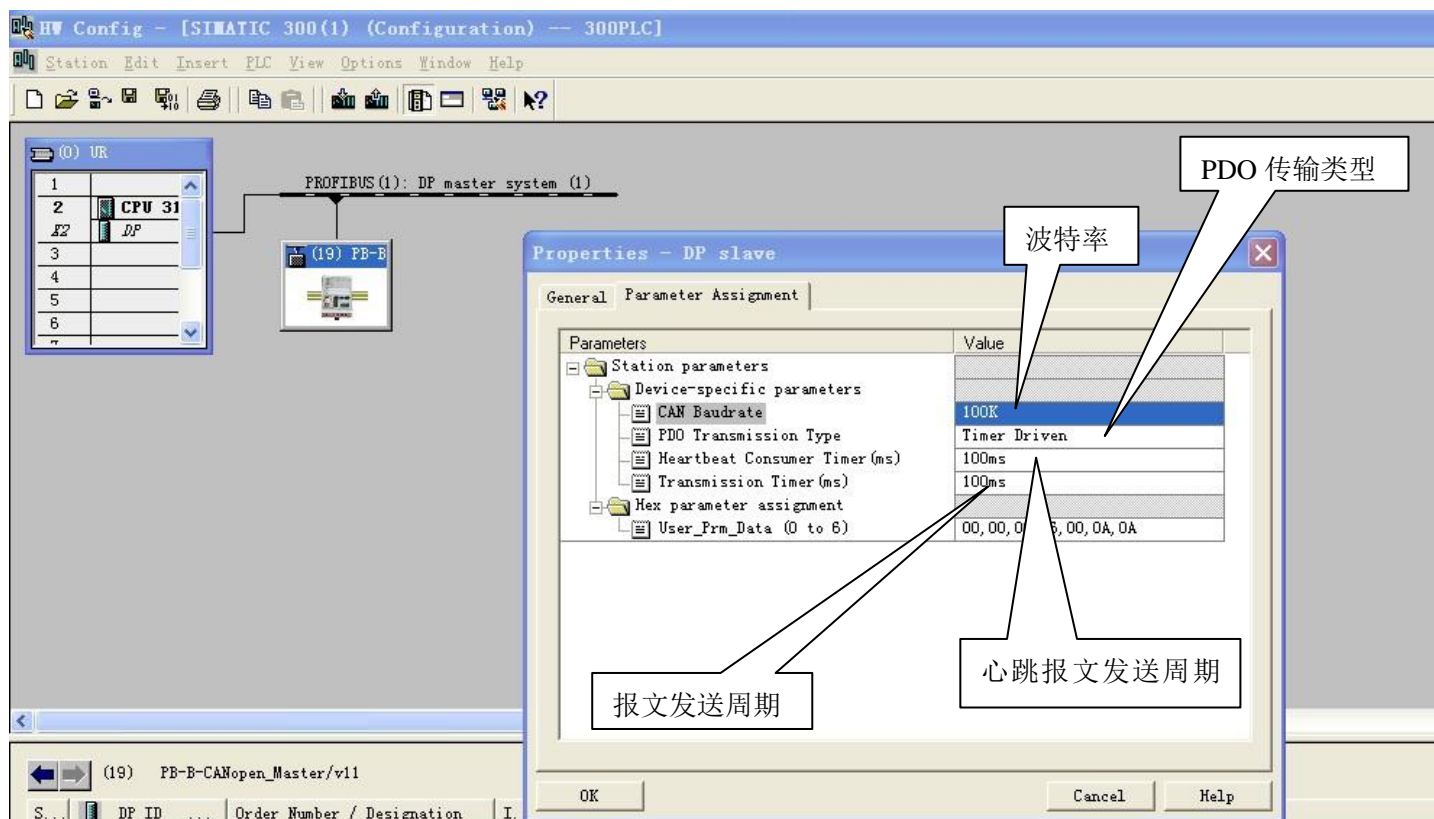 HW Config - [SIMATIC 300(1) (Configuration) -- 300PLC]
Station Edit Insert PLC View Options Window Help
(0) UR
1
2 CPU 31
X2 DP
3
4
5
6
PROFIBUS(1): DP master system (1)
(19) PB-B
PDO 传输类型
波特率
Properties - DP slave
General Parameter Assignment
Parameters Value
Station parameters
Device-specific parameters
CAN Baudrate 100K
PDO Transmission Type Timer Driven
Heartbeat Consumer Timer(ms) 100ms
Transmission Timer(ms) 100ms
Hex parameter assignment
User_Prm_Data (0 to 6) 00,00, 00,0A,0A
心跳报文发送周期
报文发送周期
(19) PB-B-CANopen_Master/v11
OK Cancel Help
S... DP ID ... Order Number / Designation I.